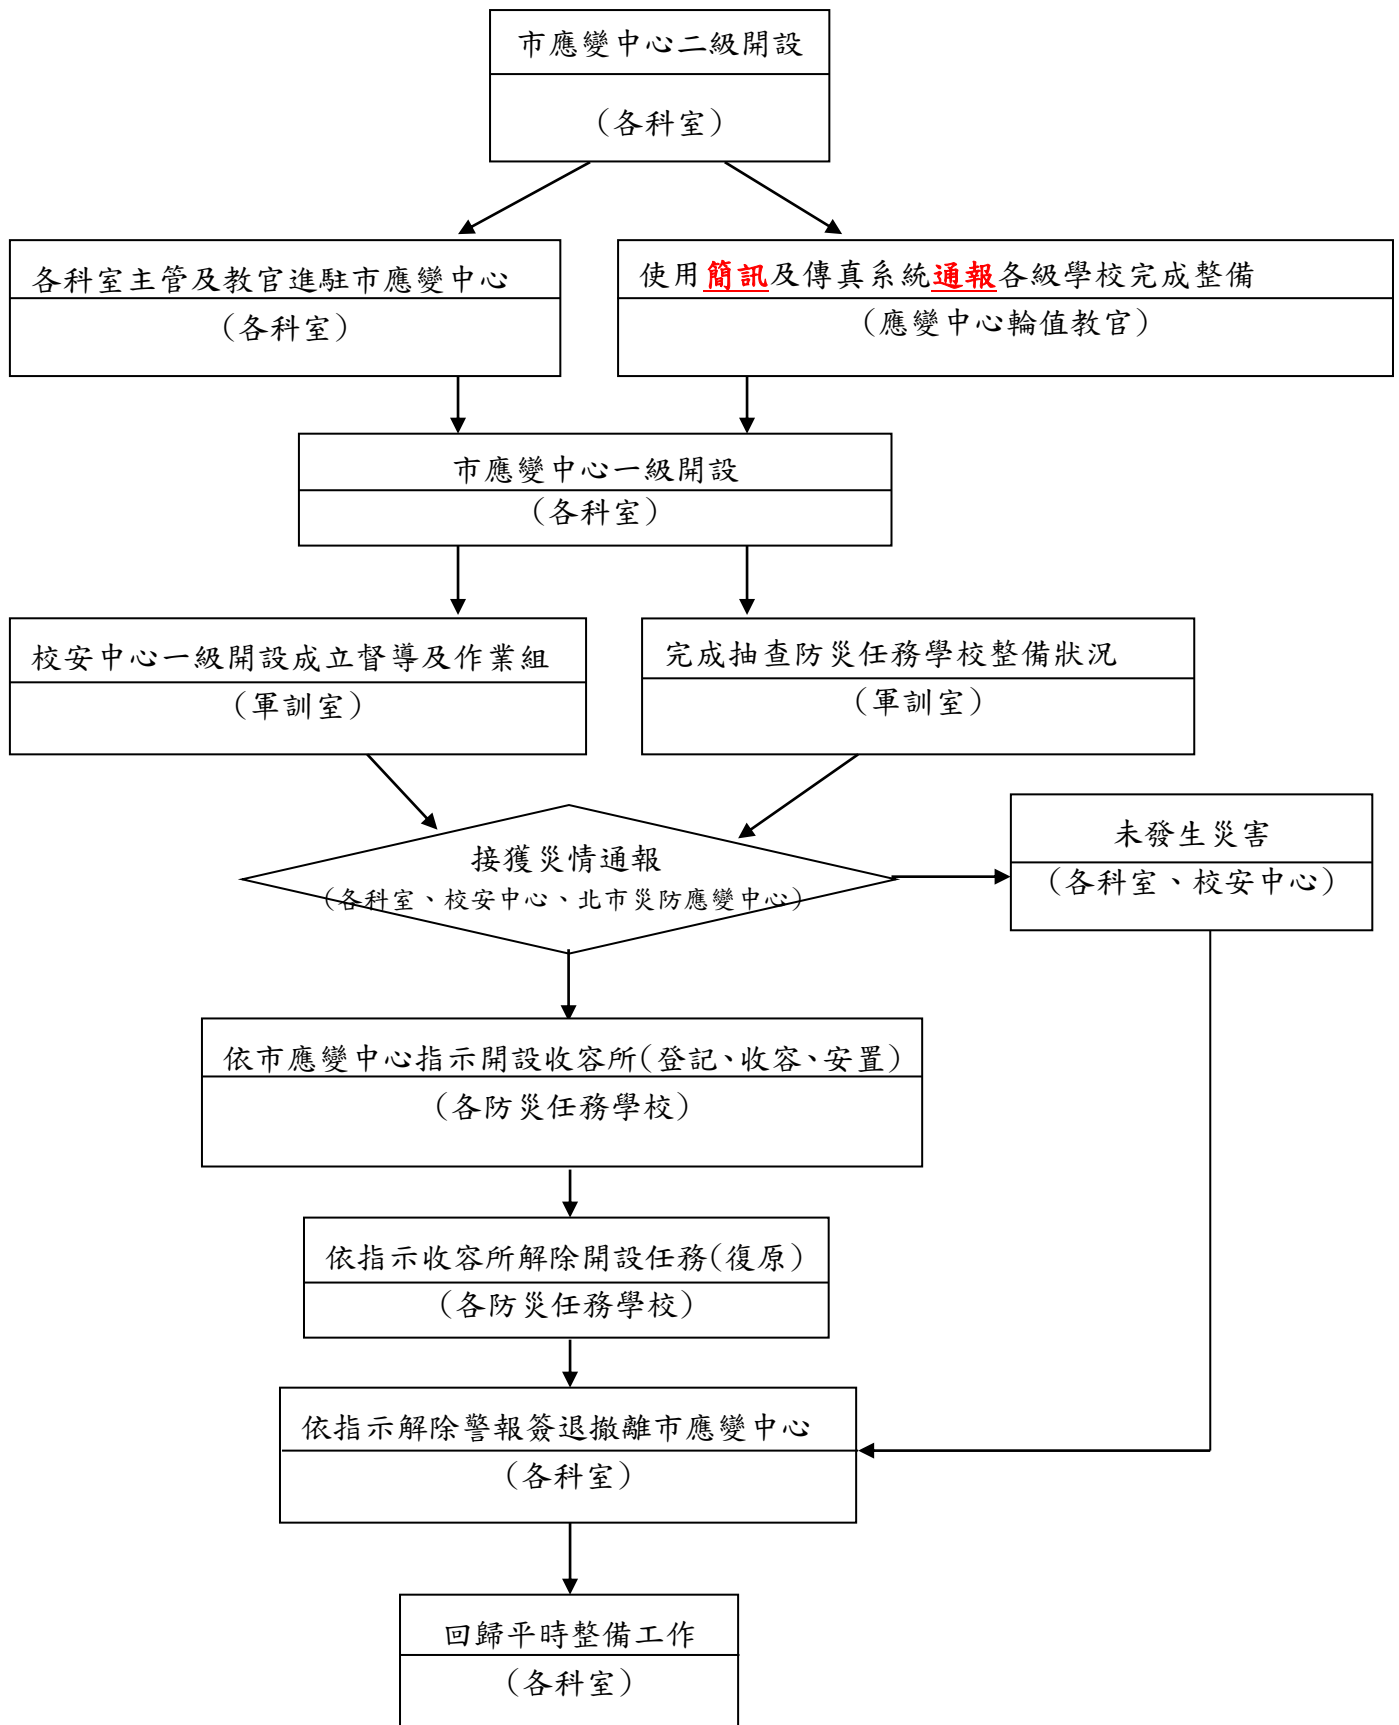 市應變中心二級開設
（各科室）
各科室主管及教官進駐市應變中心
（各科室）
使用簡訊及傳真系統通報各級學校完成整備
（應變中心輪值教官）
市應變中心一級開設
（各科室）
校安中心一級開設成立督導及作業組
（軍訓室）
完成抽查防災任務學校整備狀況
（軍訓室）
接獲災情通報
（各科室、校安中心、北市災防應變中心）
未發生災害
（各科室、校安中心）
依市應變中心指示開設收容所(登記、收容、安置)
（各防災任務學校）
依指示收容所解除開設任務(復原)
（各防災任務學校）
依指示解除警報簽退撤離市應變中心
（各科室）
回歸平時整備工作
（各科室）